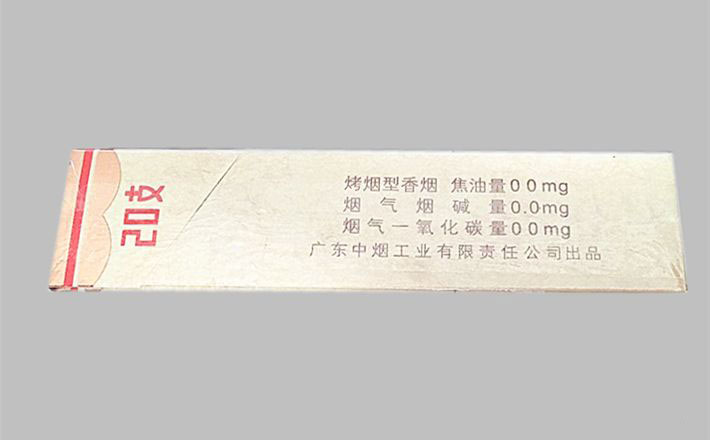 20支
烤烟型香烟 焦油量00mg
烟气烟碱量0.0mg
烟气一氧化碳量00mg
广东中烟工业有限责任公司出品